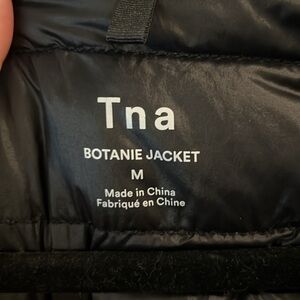 Tna
BOTANIE JACKET
M
Made in China
Fabriqué en Chine